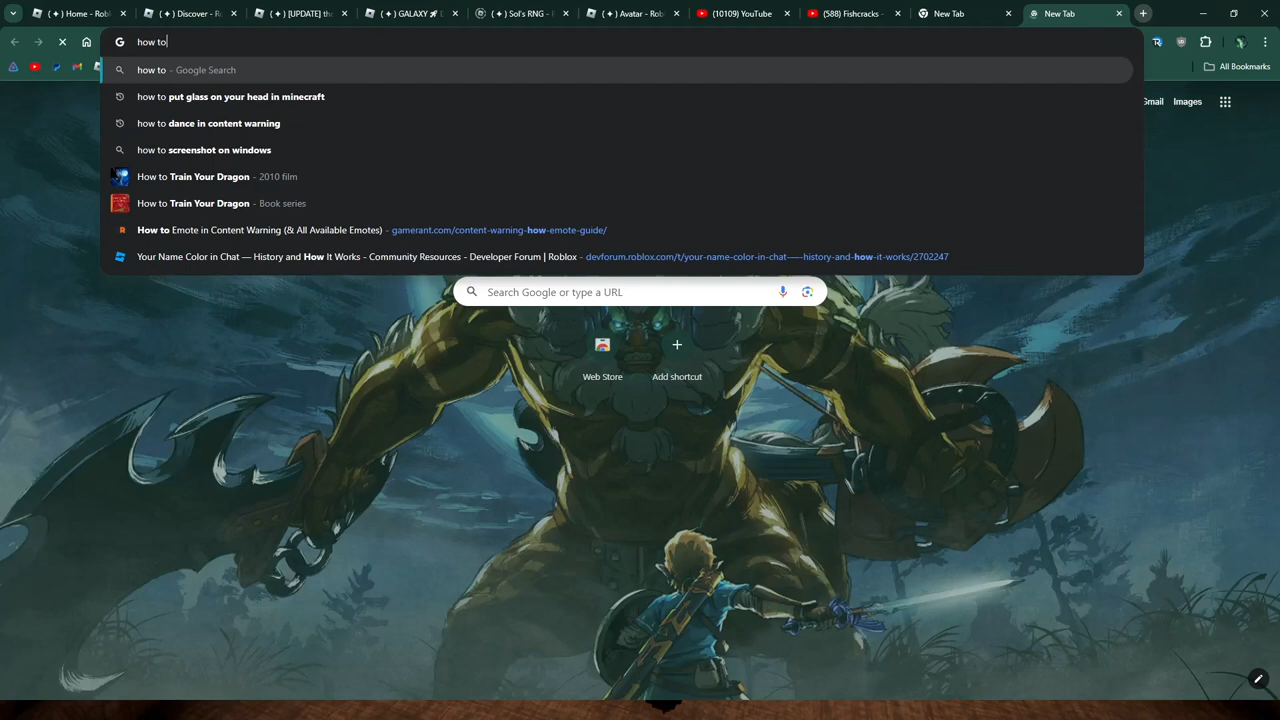 ( ✦ ) Home - Robl
( ✦ ) Discover - Ro
( ✦ ) [UPDATE] the
( ✦ ) GALAXY 🚀
( ✦ ) Sol's RNG - R
( ✦ ) Avatar - Rob
(10109) YouTube
(588) Fishcracks -
New Tab
New Tab
how to
All Bookmarks
how to - Google Search
how to put glass on your head in minecraft
how to dance in content warning
how to screenshot on windows
How to Train Your Dragon - 2010 film
How to Train Your Dragon - Book series
How to Emote in Content Warning (& All Available Emotes) - gamerant.com/content-warning-how-emote-guide/
Your Name Color in Chat — History and How It Works - Community Resources - Developer Forum | Roblox - devforum.roblox.com/t/your-name-color-in-chat-—-history-and-how-it-works/2702247
Gmail Images
Search Google or type a URL
Web Store
Add shortcut